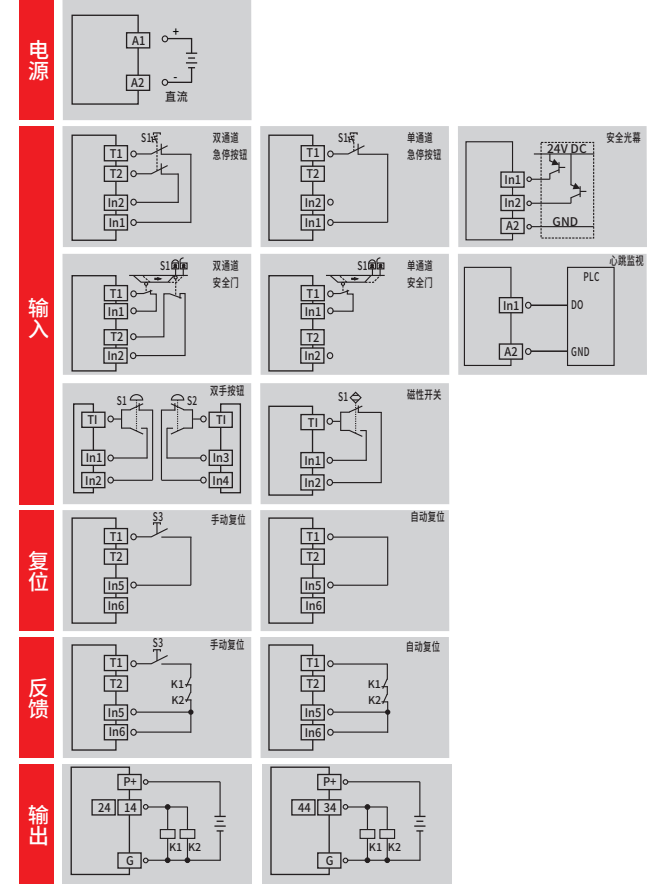 电源
A1
+
A2
-
直流
输入
S1
双通道
急停按钮
T1
T2
In2
In1
S1
单通道
急停按钮
T1
T2
In2
In1
安全光幕
24V DC
In1
In2
A2
GND
S1
双通道
安全门
T1
In1
T2
In2
S1
单通道
安全门
T1
In1
T2
In2
心跳监视
PLC
In1
DO
A2
GND
双手按钮
S1
S2
TI
TI
In1
In3
In2
In4
S1
磁性开关
TI
In1
In2
复位
S3
手动复位
T1
T2
In5
In6
自动复位
T1
T2
In5
In6
反馈
S3
手动复位
T1
T2
K1
K2
In5
In6
自动复位
T1
T2
K1
K2
In5
In6
输出
P+
24
14
K1
K2
G
P+
44
34
K1
K2
G